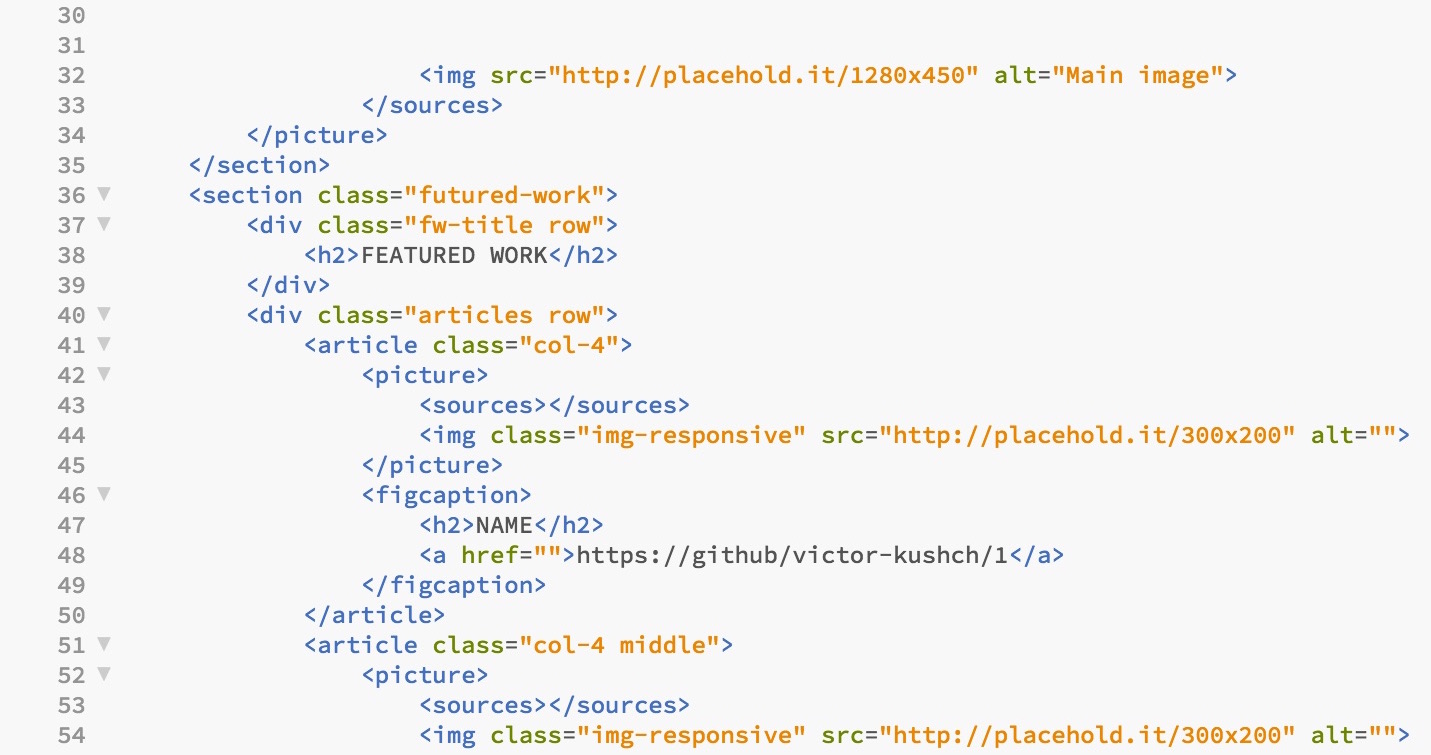 30
31
32 <img src="http://placehold.it/1280x450" alt="Main image">
33 </sources>
34 </picture>
35 </section>
36 <section class="futured-work">
37 <div class="fw-title row">
38 <h2>FEATURED WORK</h2>
39 </div>
40 <div class="articles row">
41 <article class="col-4">
42 <picture>
43 <sources></sources>
44 <img class="img-responsive" src="http://placehold.it/300x200" alt="">
45 </picture>
46 <figcaption>
47 <h2>NAME</h2>
48 <a href="">https://github/victor-kushch/1</a>
49 </figcaption>
50 </article>
51 <article class="col-4 middle">
52 <picture>
53 <sources></sources>
54 <img class="img-responsive" src="http://placehold.it/300x200" alt="">